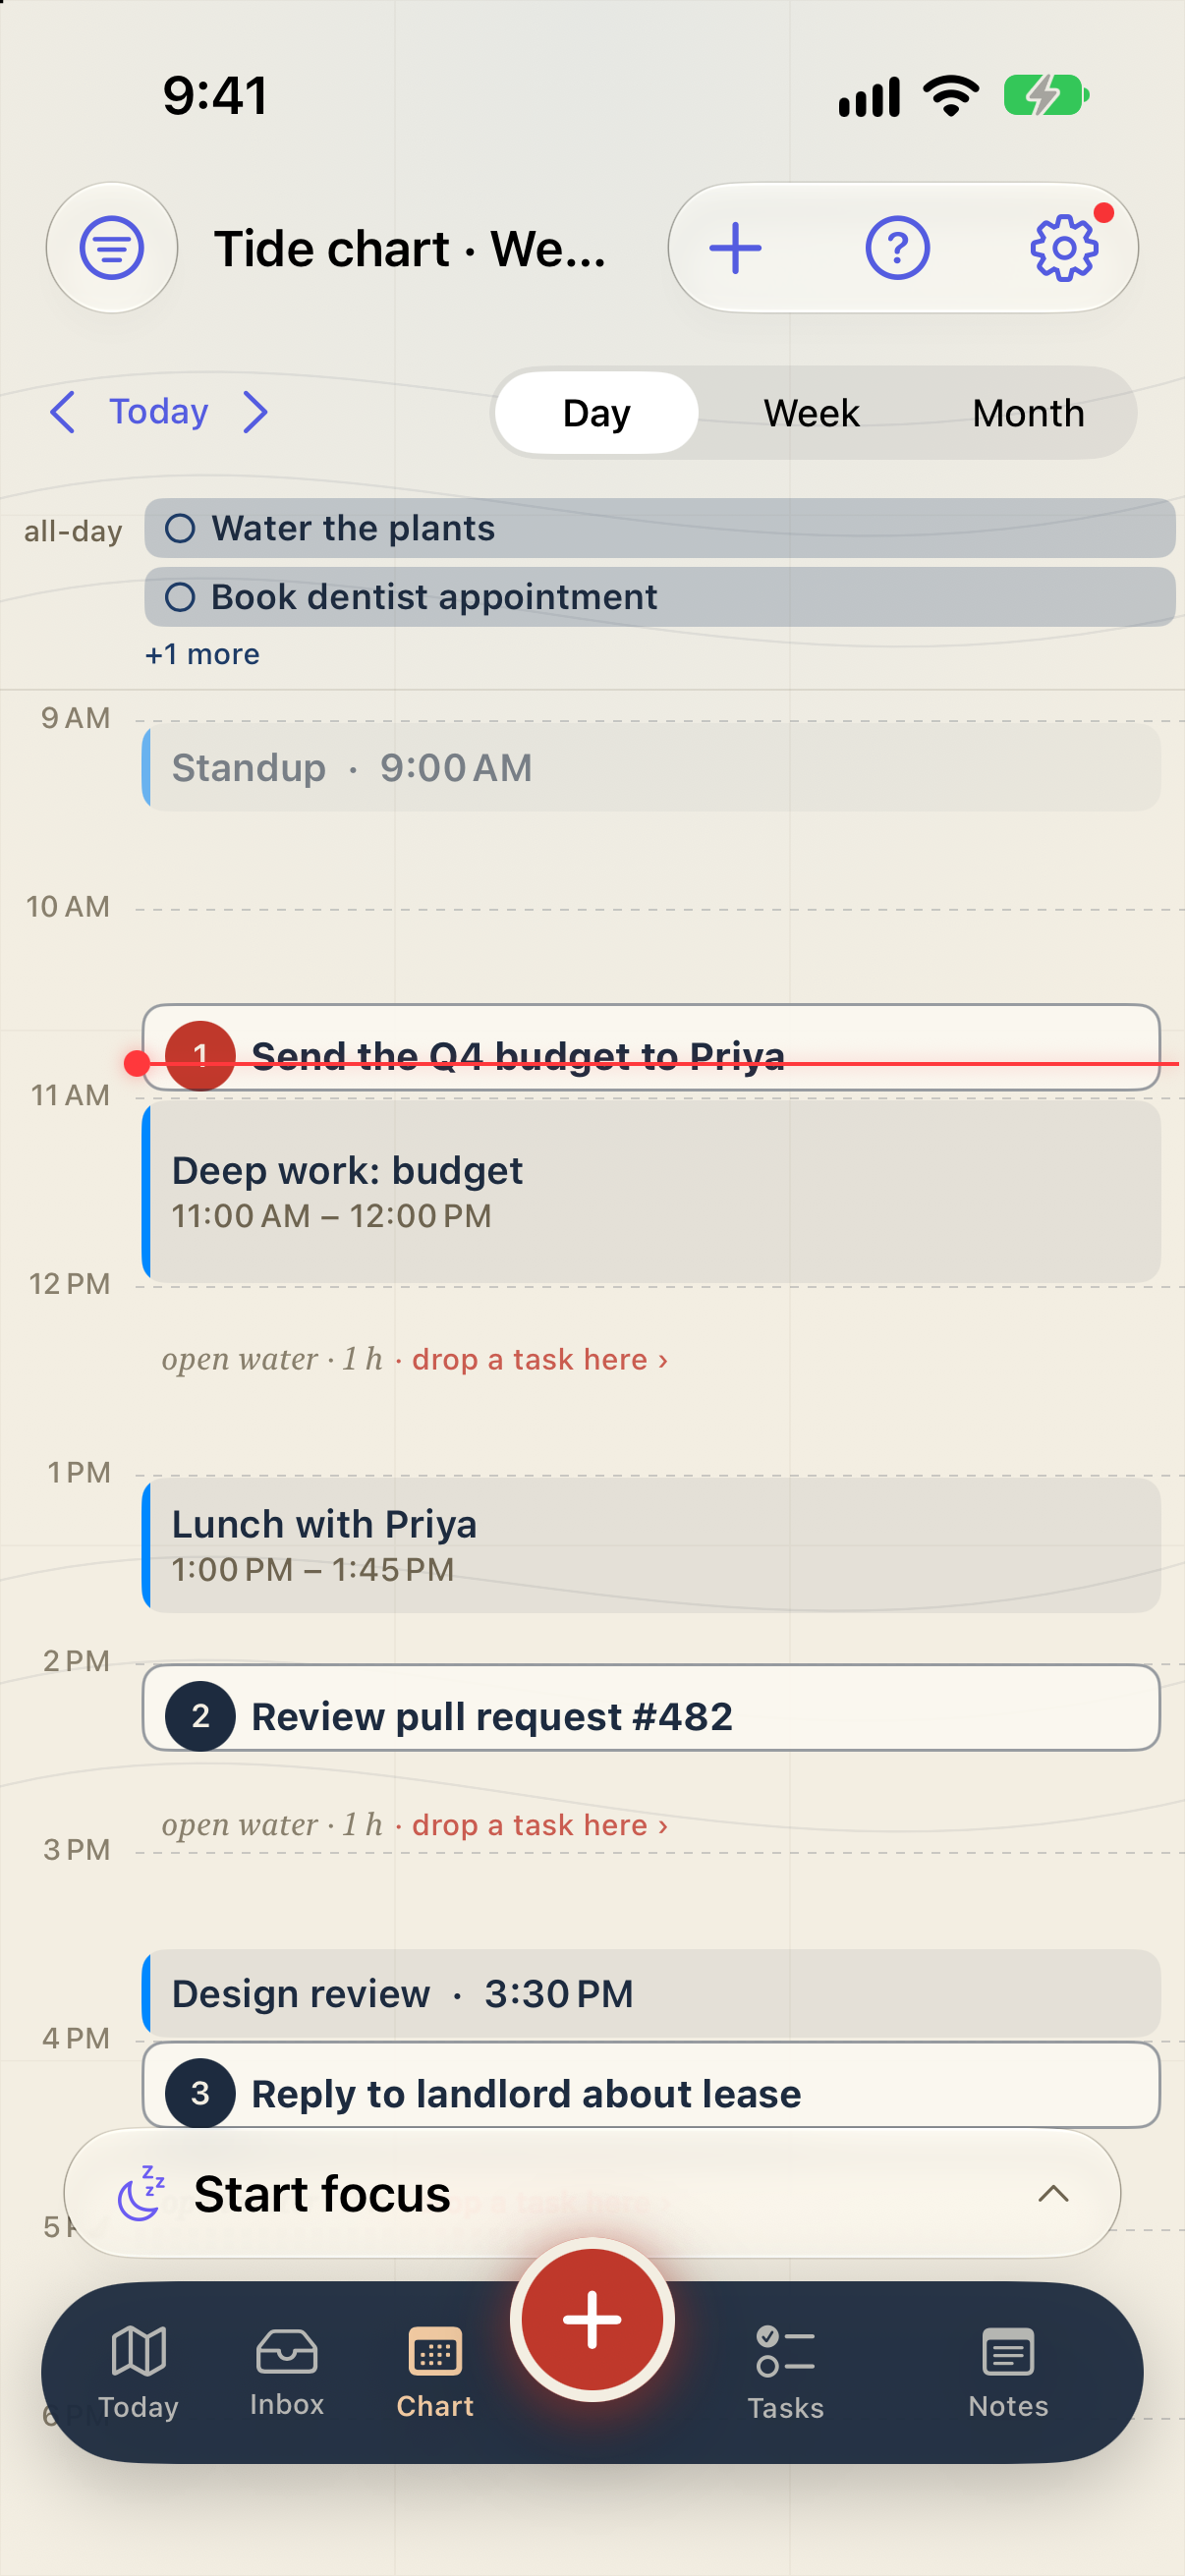 9:41
Tide chart · We...
Today
Day Week Month
all-day
Water the plants
Book dentist appointment
+1 more
9 AM
Standup · 9:00 AM
10 AM
1 Send the Q4 budget to Priya
11 AM
Deep work: budget
11:00 AM – 12:00 PM
12 PM
open water · 1 h · drop a task here ›
1 PM
Lunch with Priya
1:00 PM – 1:45 PM
2 PM
2 Review pull request #482
open water · 1 h · drop a task here ›
3 PM
Design review · 3:30 PM
4 PM
3 Reply to landlord about lease
Start focus
5 P
6 PM
Today Inbox Chart Tasks Notes